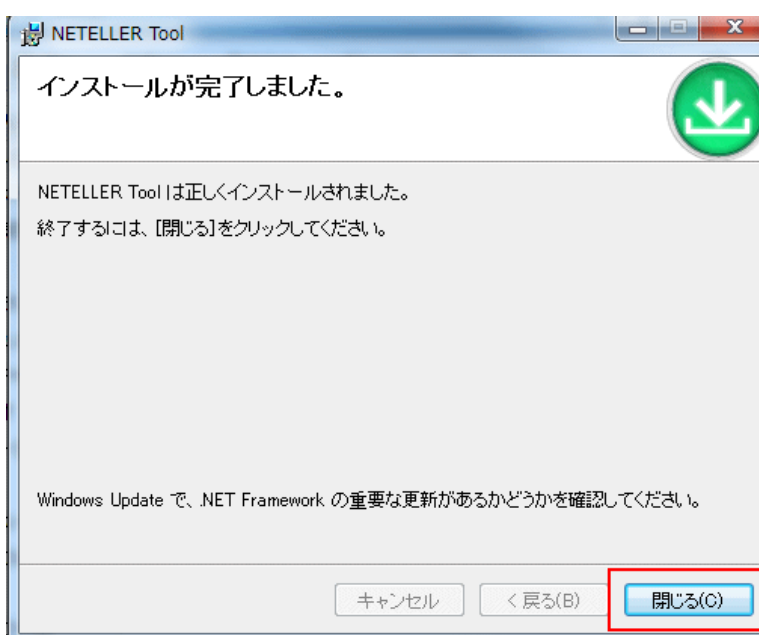 NETELLER Tool
インストールが完了しました。
NETELLER Tool は正しくインストールされました。
終了するには、[閉じる]をクリックしてください。
Windows Update で、.NET Framework の重要な更新があるかどうかを確認してください。
キャンセル
< 戻る(B)
閉じる(C)